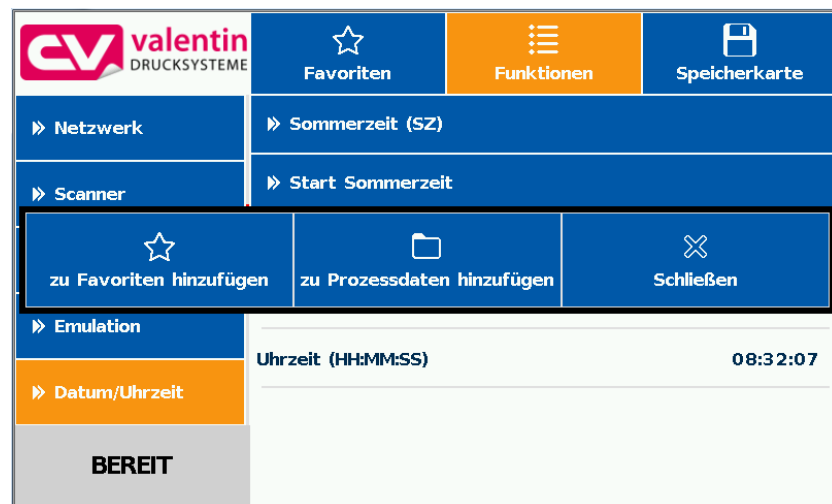 valentin
DRUCKSYSTEME
Favoriten
Funktionen
Speicherkarte
Netzwerk
Sommerzeit (SZ)
Scanner
Start Sommerzeit
zu Favoriten hinzufügen
zu Prozessdaten hinzufügen
Schließen
Emulation
Uhrzeit (HH:MM:SS) 08:32:07
Datum/Uhrzeit
BEREIT